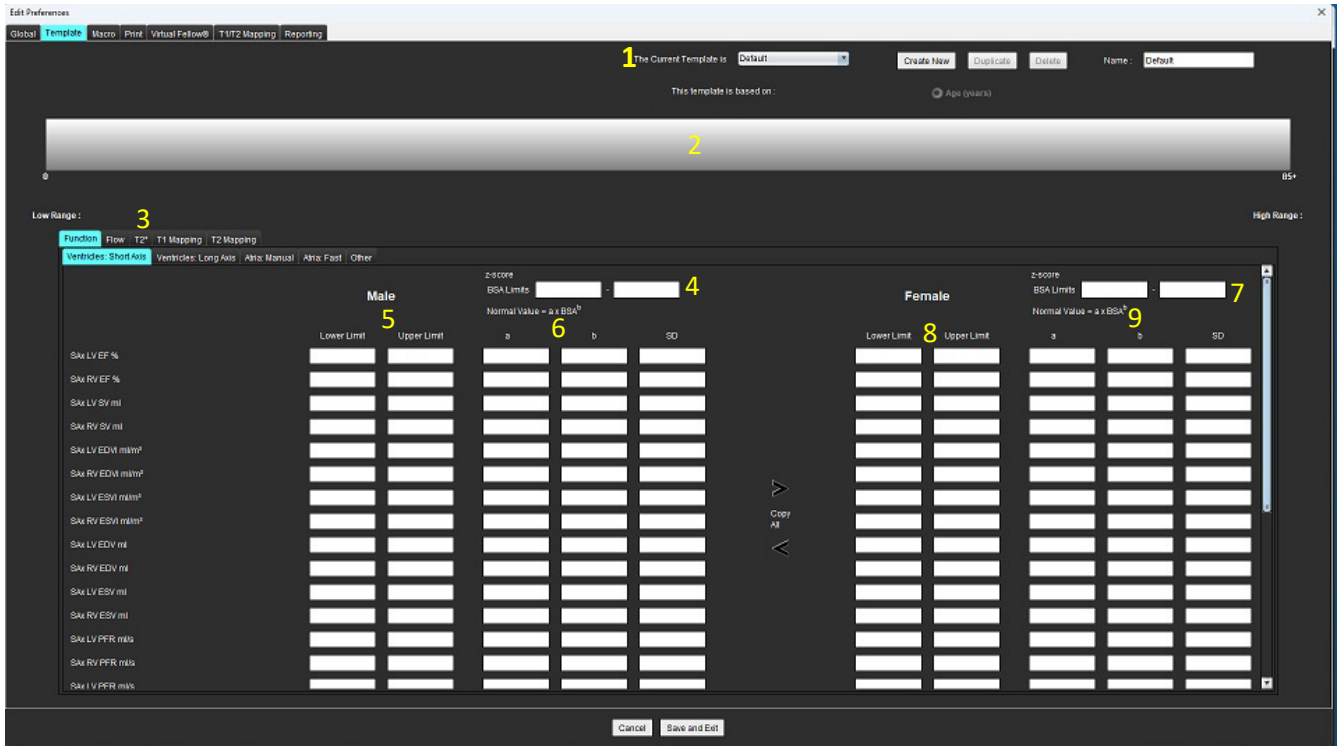 Edit Preferences
Global Template Macro Print Virtual Fellow® T1/T2 Mapping Reporting
1 The Current Template is Default Create New Duplicate Delete Name : Default
This template is based on : Age (years)
2
0 85+
Low Range : High Range :
3
Function Flow T2* T1 Mapping T2 Mapping
Ventricles: Short Axis Ventricles: Long Axis Atria: Manual Atria: Fast Other
z-score z-score
Male BSA Limits - 4 Female BSA Limits - 7
5 Normal Value = a x BSA^b Normal Value = a x BSA^b 9
Lower Limit Upper Limit a 6 b SD Lower Limit 8 Upper Limit a b SD
SAx LV EF %
SAx RV EF %
SAx LV SV ml
SAx RV SV ml
SAx LV EDVI ml/m²
SAx RV EDVI ml/m²
SAx LV ESVI ml/m²
>
SAx RV ESVI ml/m²
Copy
All
SAx LV EDV ml
<
SAx RV EDV ml
SAx LV ESV ml
SAx RV ESV ml
SAx LV PFR ml/s
SAx RV PFR ml/s
SAx LV PER ml/s
Cancel Save and Exit